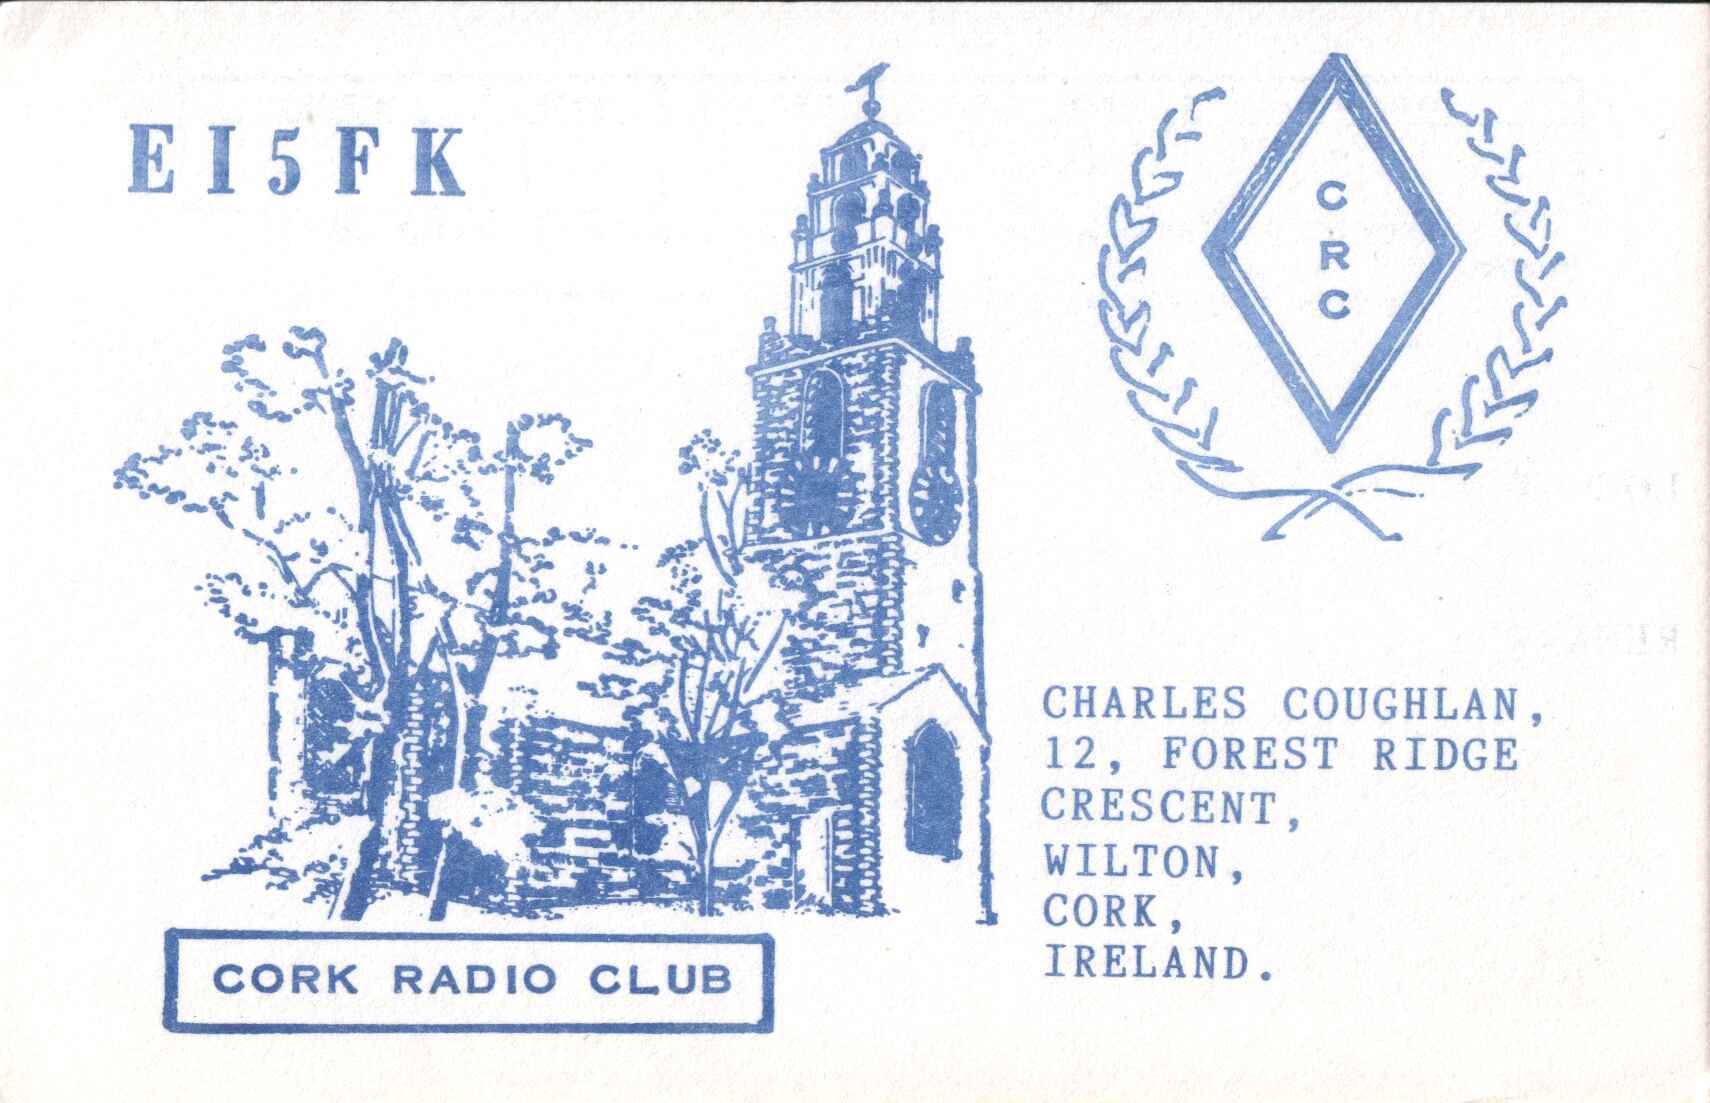 EI5FK
C
R
C
CHARLES COUGHLAN,
12, FOREST RIDGE
CRESCENT,
WILTON,
CORK,
IRELAND.
CORK RADIO CLUB